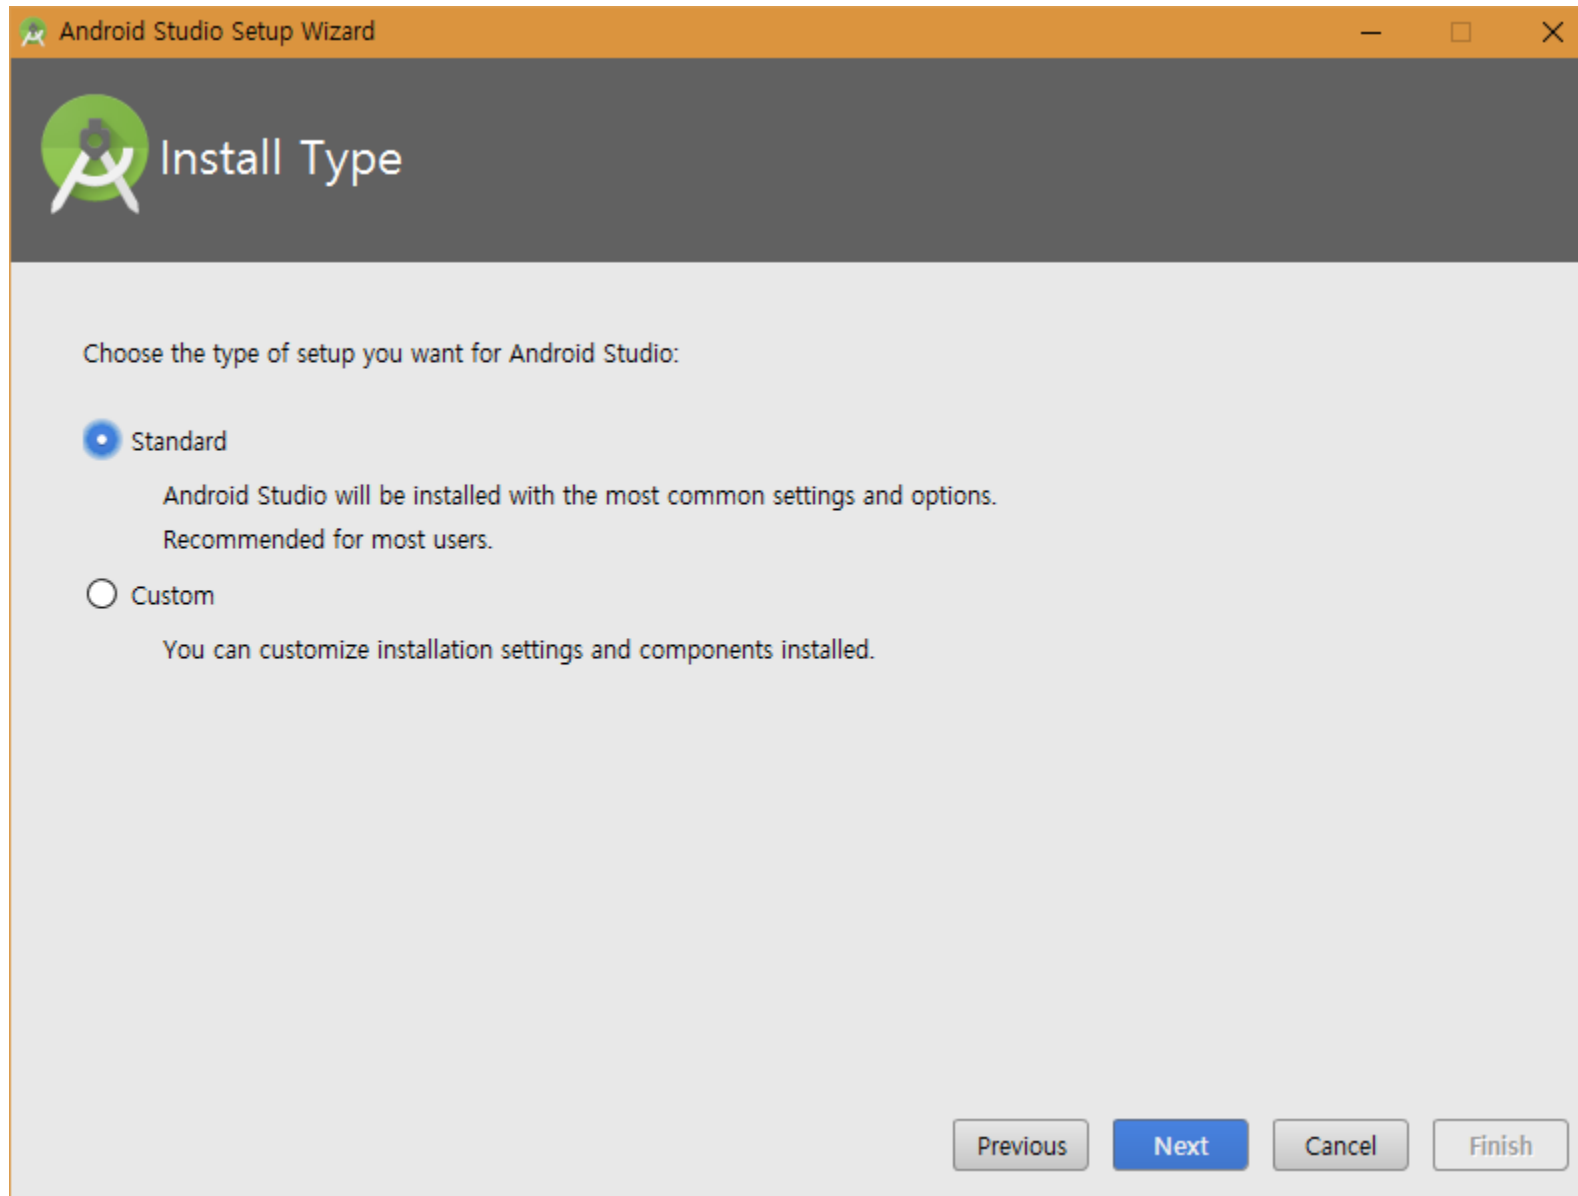 Android Studio Setup Wizard
Install Type
Choose the type of setup you want for Android Studio:
Standard
Android Studio will be installed with the most common settings and options.
Recommended for most users.
Custom
You can customize installation settings and components installed.
Previous
Next
Cancel
Finish